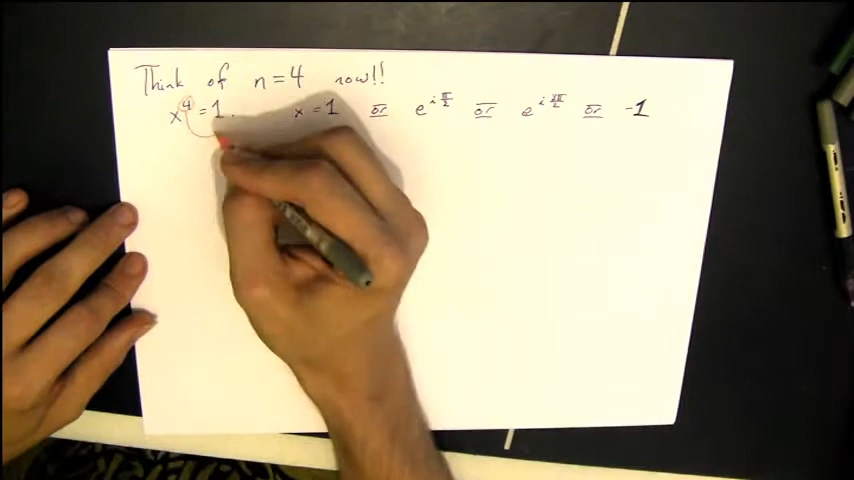 Think of n=4 now!!
x⁴ = 1. x = 1 or e^{iπ/2} or e^{i3π/2} or -1